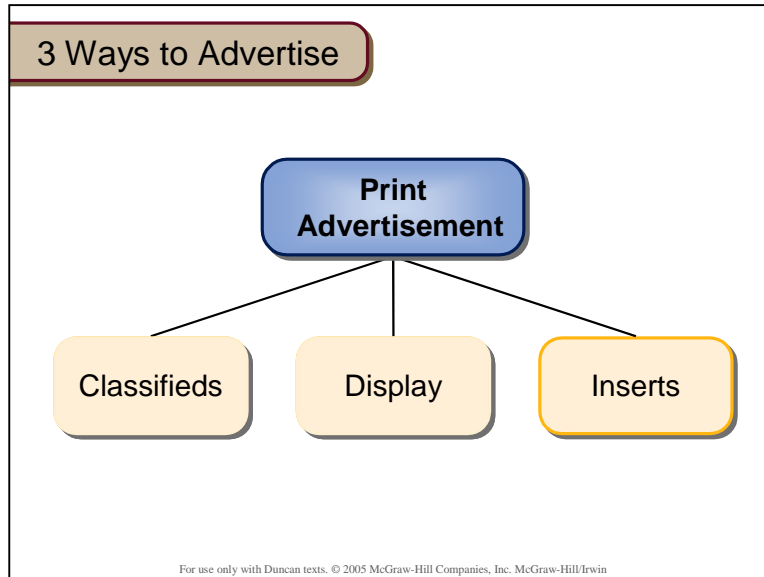 3 Ways to Advertise
Print
Advertisement
Classifieds
Display
Inserts
For use only with Duncan texts. © 2005 McGraw-Hill Companies, Inc. McGraw-Hill/Irwin